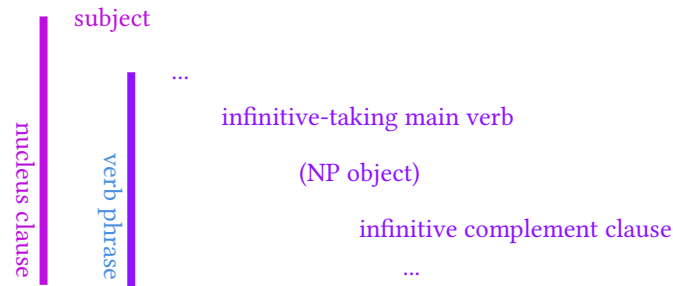 subject
...
infinitive-taking main verb
(NP object)
infinitive complement clause
...
nucleus clause
verb phrase